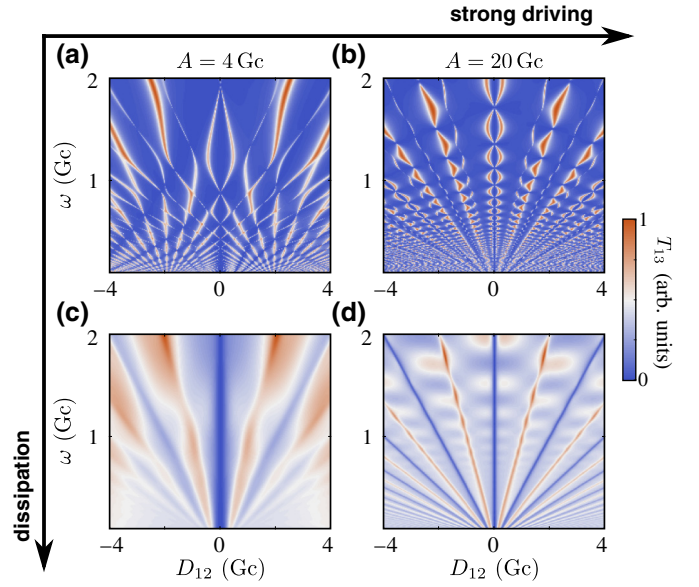 strong driving
(a) A = 4 Gc (b) A = 20 Gc
2 2
ω (Gc)
1 1
−4 0 4 −4 0 4
1
T13 (arb. units)
0
(c) (d)
2 2
ω (Gc)
1 1
−4 0 4 −4 0 4
D12 (Gc) D12 (Gc)
dissipation